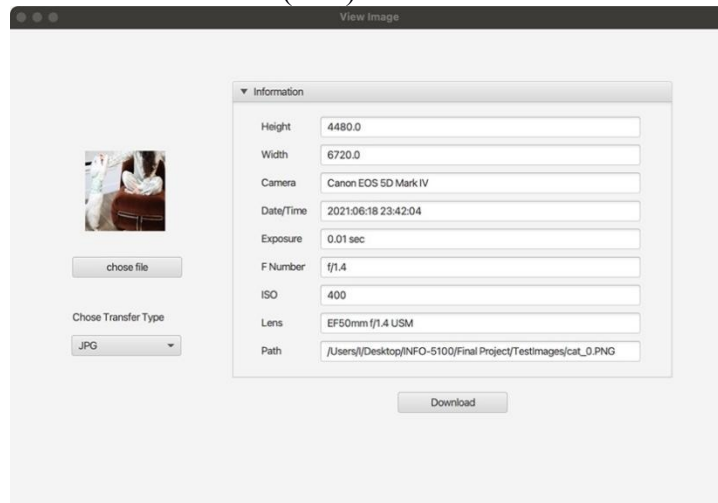 View Image
Information
Height 4480.0
Width 6720.0
Camera Canon EOS 5D Mark IV
Date/Time 2021:06:18 23:42:04
Exposure 0.01 sec
chose file
F Number f/1.4
ISO 400
Chose Transfer Type
Lens EF50mm f/1.4 USM
JPG
Path /Users/l/Desktop/INFO-5100/Final Project/TestImages/cat_0.PNG
Download